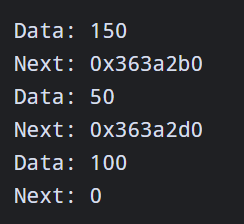 Data: 150
Next: 0x363a2b0
Data: 50
Next: 0x363a2d0
Data: 100
Next: 0